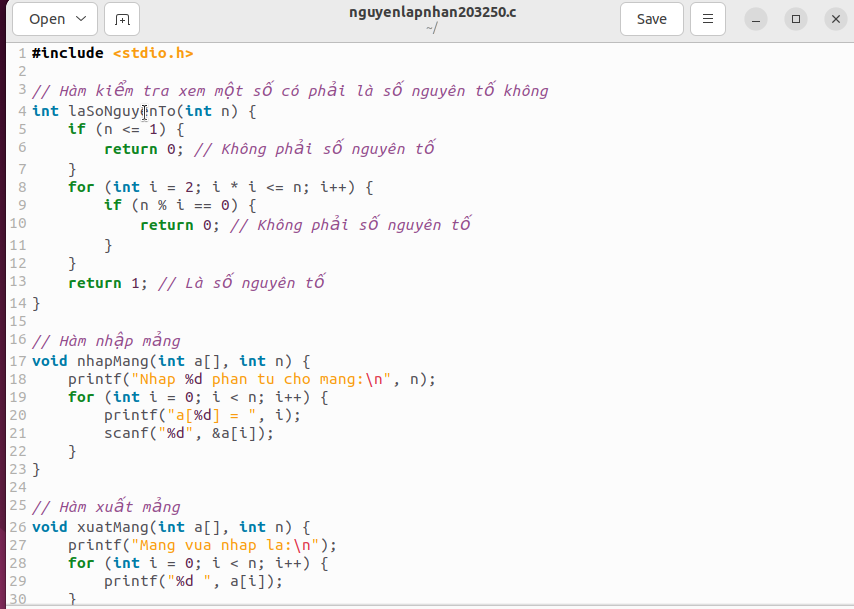 Open
nguyenlapnhan203250.c
~/
Save
1 #include <stdio.h>
2
3 // Hàm kiểm tra xem một số có phải là số nguyên tố không
4 int laSoNguyenTo(int n) {
5     if (n <= 1) {
6         return 0; // Không phải số nguyên tố
7     }
8     for (int i = 2; i * i <= n; i++) {
9         if (n % i == 0) {
10             return 0; // Không phải số nguyên tố
11         }
12     }
13     return 1; // Là số nguyên tố
14 }
15
16 // Hàm nhập mảng
17 void nhapMang(int a[], int n) {
18     printf("Nhap %d phan tu cho mang:\n", n);
19     for (int i = 0; i < n; i++) {
20         printf("a[%d] = ", i);
21         scanf("%d", &a[i]);
22     }
23 }
24
25 // Hàm xuất mảng
26 void xuatMang(int a[], int n) {
27     printf("Mang vua nhap la:\n");
28     for (int i = 0; i < n; i++) {
29         printf("%d ", a[i]);
30     }